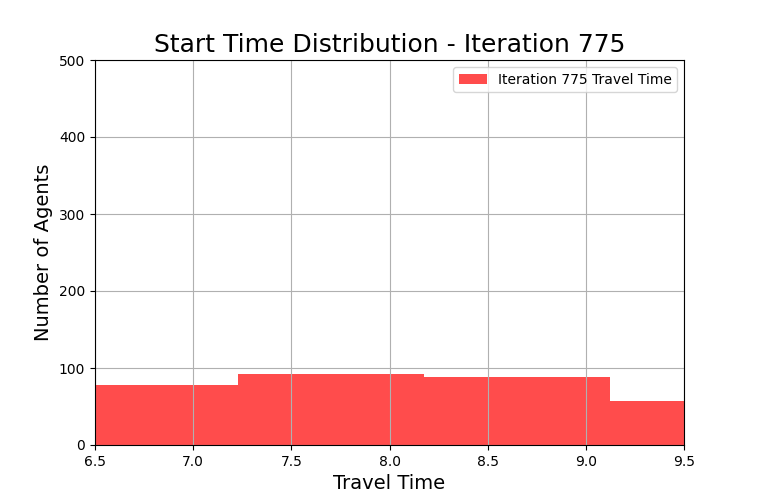 Start Time Distribution - Iteration 775
500
Iteration 775 Travel Time
400
300
200
100
0
Number of Agents
6.5 7.0 7.5 8.0 8.5 9.0 9.5
Travel Time